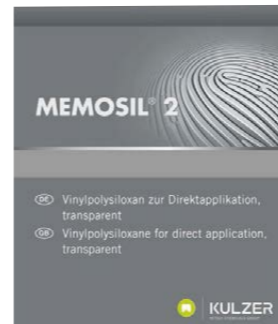 MEMOSIL® 2
DE Vinylpolysiloxan zur Direktapplikation,
transparent
GB Vinylpolysiloxane for direct application,
transparent
KULZER